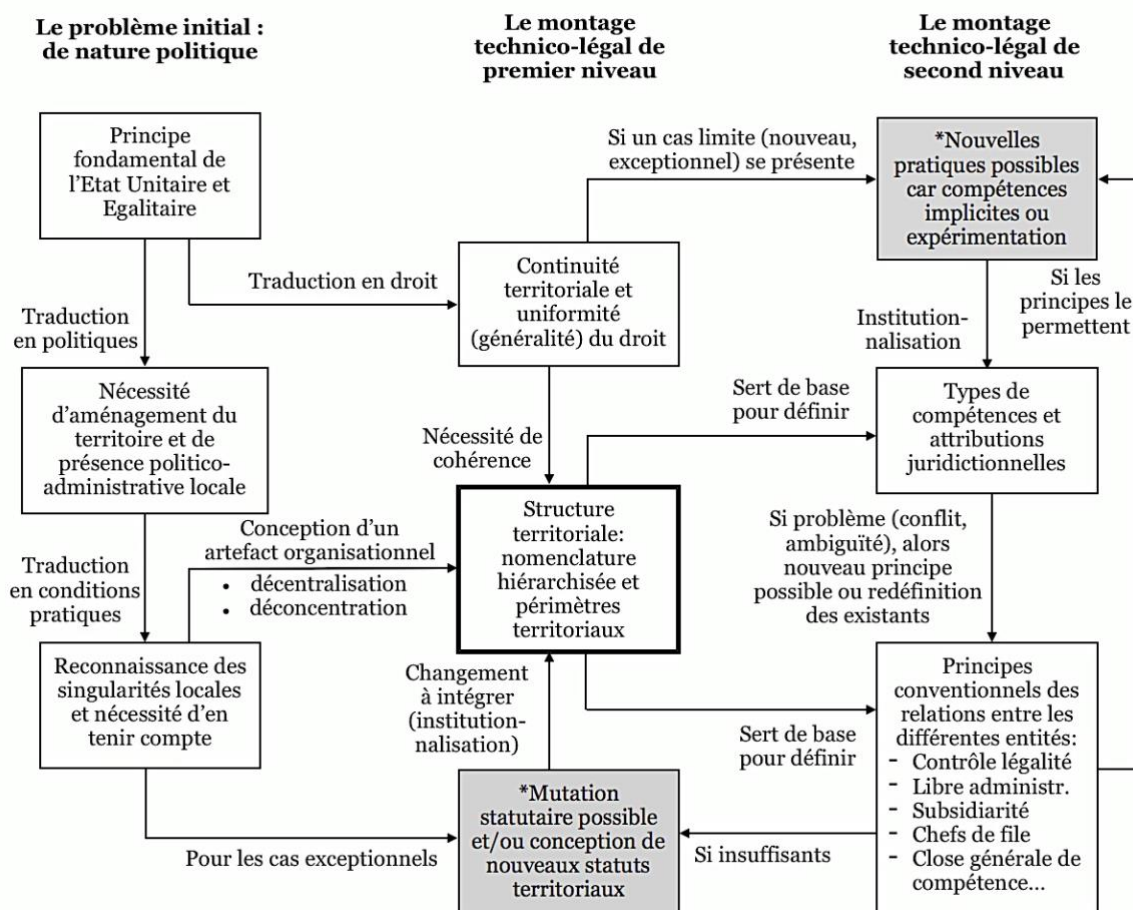 Le problème initial :
de nature politique
Le montage
technico-légal de
premier niveau
Le montage
technico-légal de
second niveau
Principe
fondamental de
l'Etat Unitaire et
Egalitaire
Si un cas limite (nouveau,
exceptionnel) se présente
*Nouvelles
pratiques possibles
car compétences
implicites ou
expérimentation
Traduction en droit
Continuité
territoriale et
uniformité
(généralité) du droit
Si les
principes le
permettent
Traduction
en politiques
Institution-
nalisation
Nécessité
d'aménagement du
territoire et de
présence politico-
administrative locale
Nécessité de
cohérence
Sert de base
pour définir
Types de
compétences et
attributions
juridictionnelles
Traduction
en conditions
pratiques
Conception d'un
artefact organisationnel
• décentralisation
• déconcentration
Structure
territoriale:
nomenclature
hiérarchisée et
périmètres
territoriaux
Si problème (conflit,
ambiguïté), alors
nouveau principe
possible ou redéfinition
des existants
Reconnaissance des
singularités locales
et nécessité d'en
tenir compte
Changement
à intégrer
(institution-
nalisation)
Sert de base
pour définir
Principes
conventionnels des
relations entre les
différentes entités:
- Contrôle légalité
- Libre administr.
- Subsidiarité
- Chefs de file
- Close générale de
compétence...
Pour les cas exceptionnels
*Mutation
statutaire possible
et/ou conception de
nouveaux statuts
territoriaux
Si insuffisants